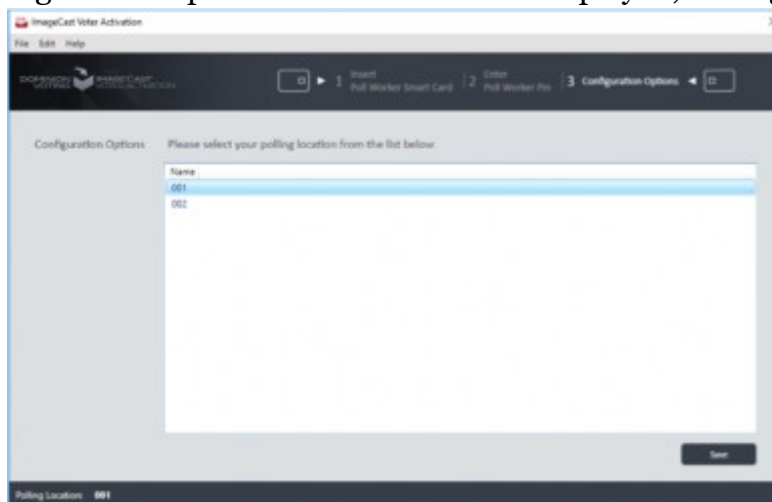 ImageCast Voter Activation
File Edit Help
DOMINION VOTING IMAGECAST VOTER ACTIVATION
1 Insert Poll Worker Smart Card
2 Enter Poll Worker Pin
3 Configuration Options
Configuration Options
Please select your polling location from the list below
Name
001
002
Save
Polling Location: 001